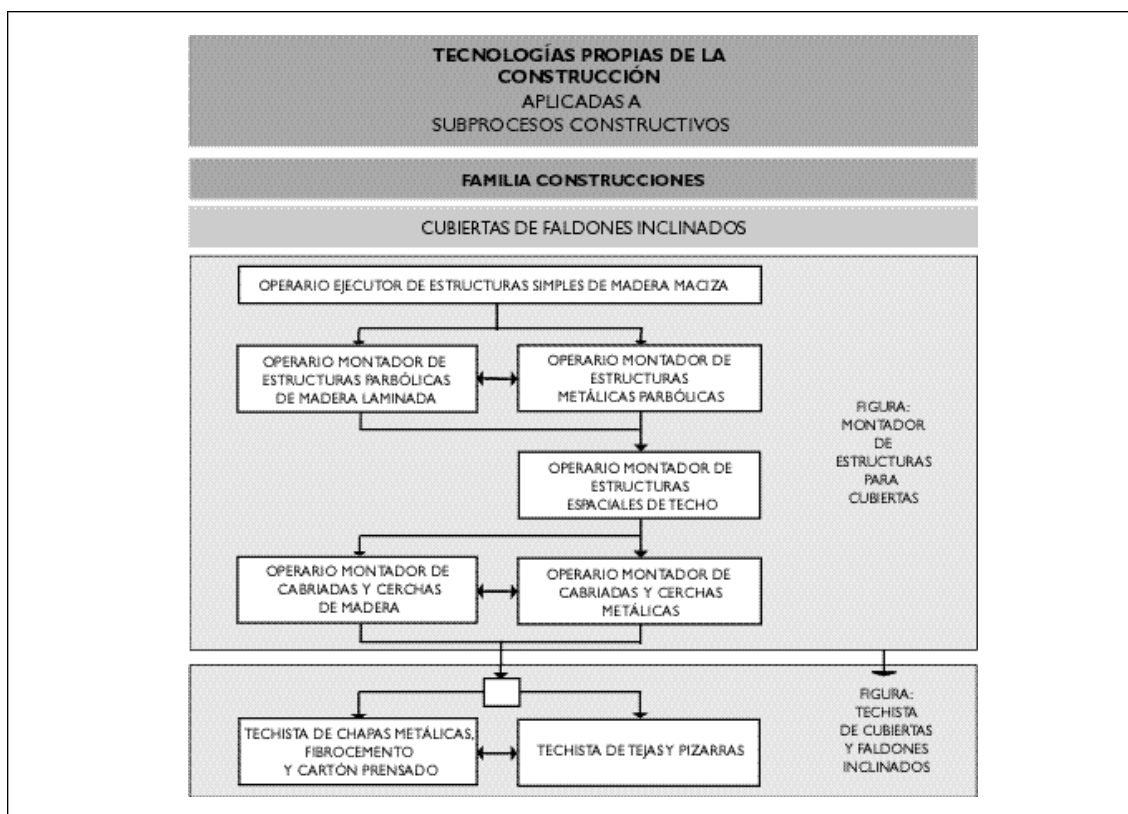 TECNOLOGÍAS PROPIAS DE LA
CONSTRUCCIÓN
APLICADAS A
SUBPROCESOS CONSTRUCTIVOS
FAMILIA CONSTRUCCIONES
CUBIERTAS DE FALDONES INCLINADOS
OPERARIO EJECUTOR DE ESTRUCTURAS SIMPLES DE MADERA MACIZA
OPERARIO MONTADOR DE
ESTRUCTURAS PARBÓLICAS
DE MADERA LAMINADA
OPERARIO MONTADOR DE
ESTRUCTURAS
METÁLICAS PARBÓLICAS
OPERARIO MONTADOR DE
ESTRUCTURAS
ESPACIALES DE TECHO
OPERARIO MONTADOR DE
CABRIADAS Y CERCHAS
DE MADERA
OPERARIO MONTADOR DE
CABRIADAS Y CERCHAS
METÁLICAS
FIGURA:
MONTADOR
DE
ESTRUCTURAS
PARA
CUBIERTAS
TECHISTA DE CHAPAS METÁLICAS,
FIBROCEMENTO
Y CARTÓN PRENSADO
TECHISTA DE TEJAS Y PIZARRAS
FIGURA:
TECHISTA
DE CUBIERTAS
Y FALDONES
INCLINADOS